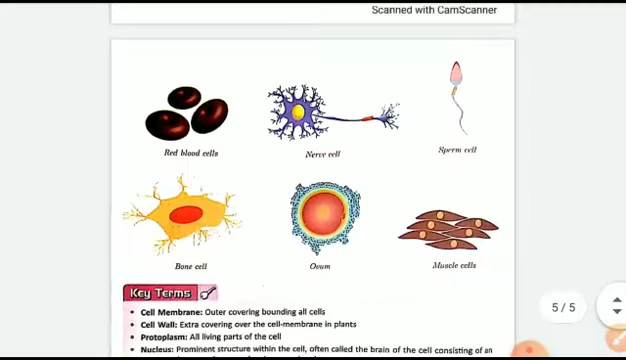 Scanned with CamScanner
Red blood cells
Nerve cell
Sperm cell
Bone cell
Ovum
Muscle cells
Key Terms
• Cell Membrane: Outer covering bounding all cells
• Cell Wall: Extra covering over the cell-membrane in plants
• Protoplasm: All living parts of the cell
• Nucleus: Prominent structure within the cell, often called the brain of the cell consisting of an
5 / 5